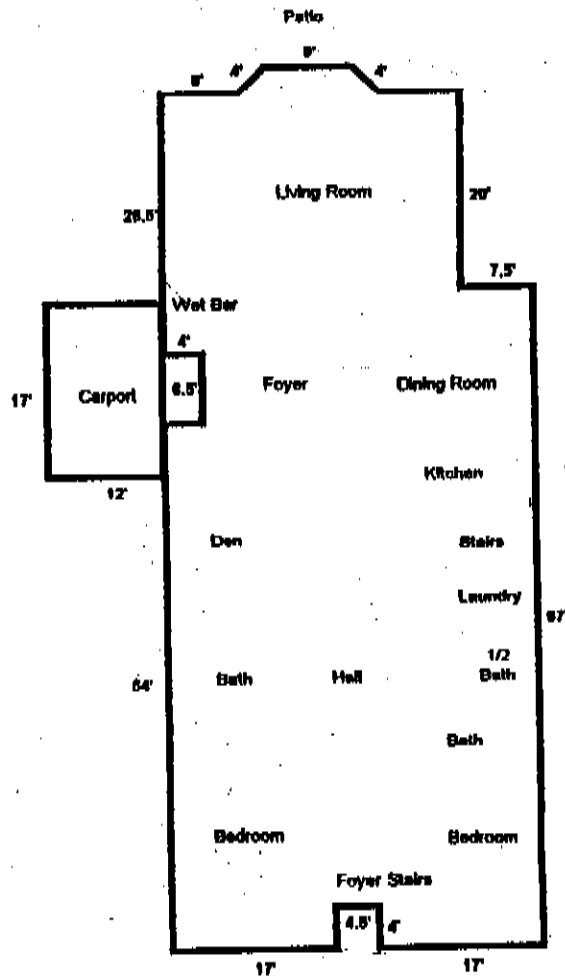 Patio
9'
8'
4'
4'
Living Room
20'
26.5'
7.5'
Wet Bar
4'
17'
Carport
6.5'
Foyer
Dining Room
Kitchen
12'
Den
Stairs
Laundry
67'
54'
Bath
Hall
1/2
Bath
Bath
Bedroom
Bedroom
Foyer Stairs
4.5'
4'
17'
17'